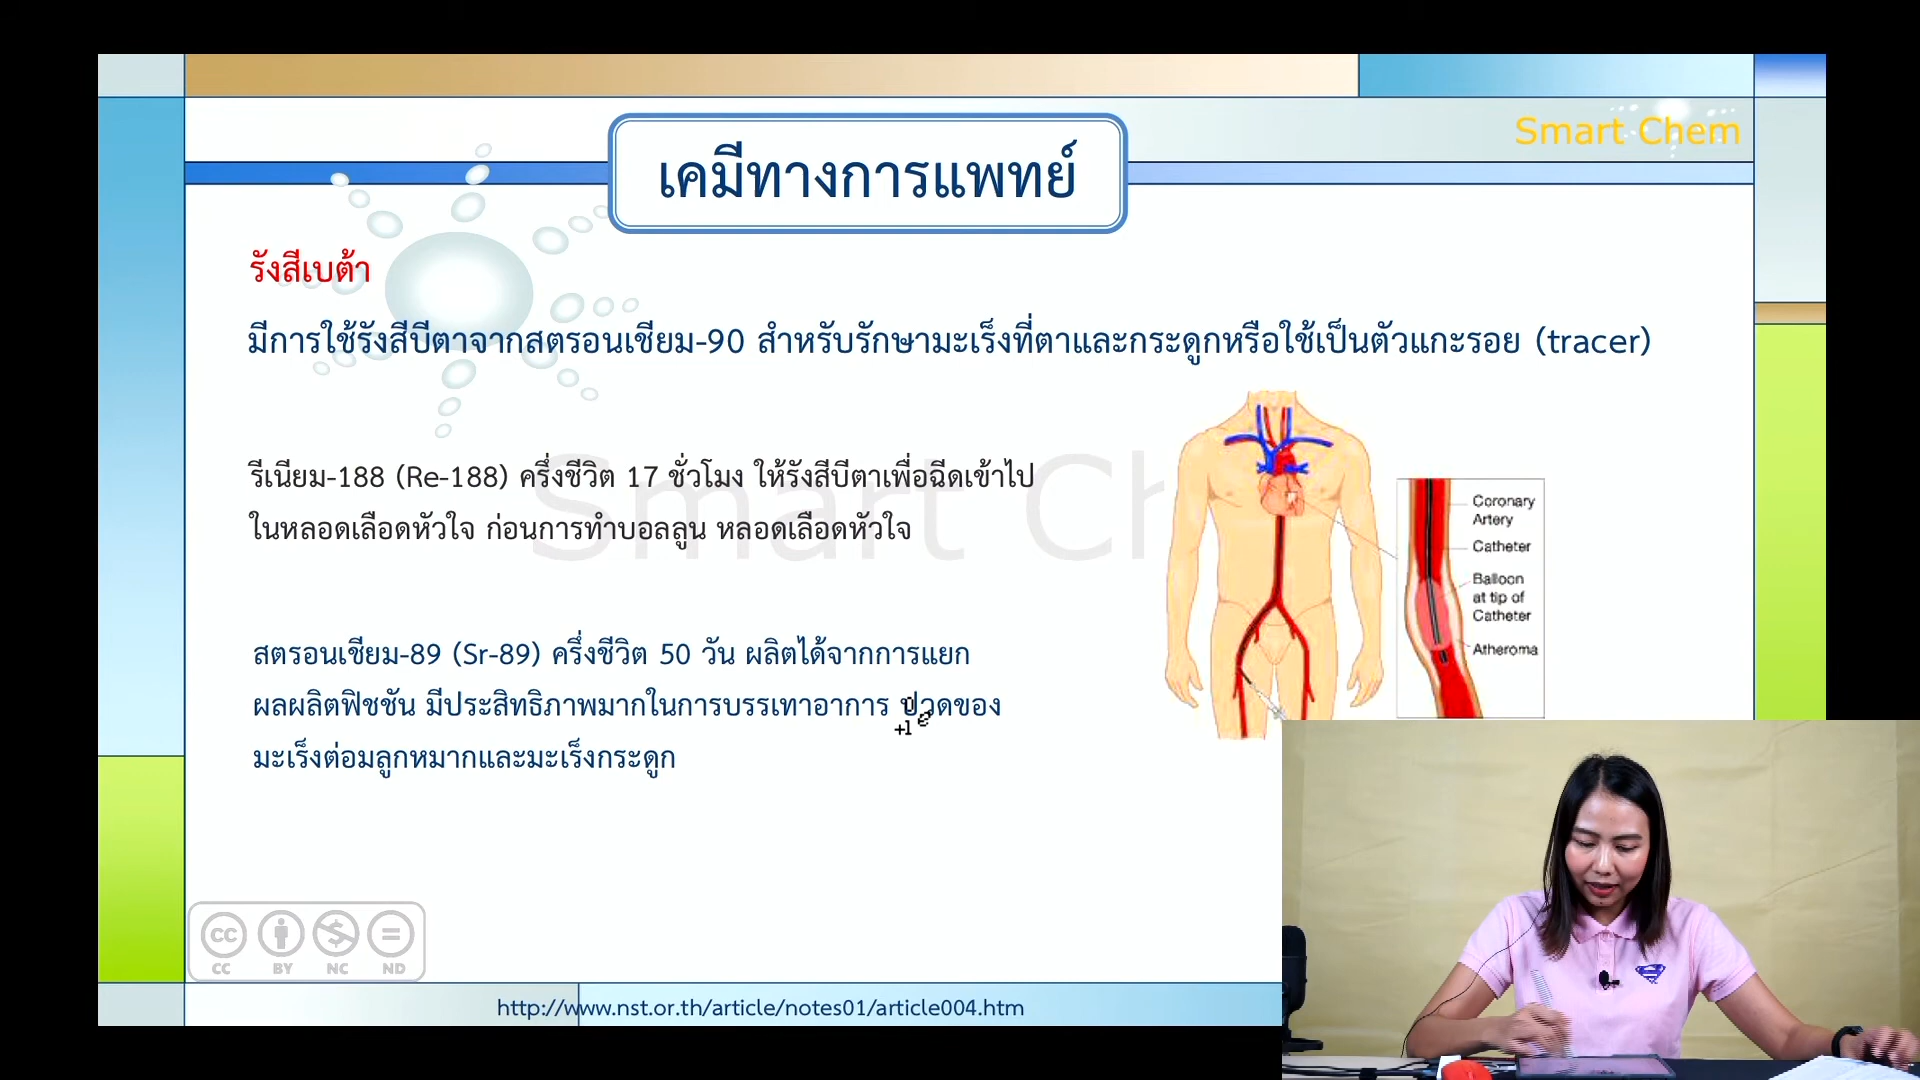 Smart Chem
เคมีทางการแพทย์
รังสีเบต้า
มีการใช้รังสีบีตาจากสตรอนเชียม-90 สำหรับรักษามะเร็งที่ตาและกระดูกหรือใช้เป็นตัวแกะรอย (tracer)
รีเนียม-188 (Re-188) ครึ่งชีวิต 17 ชั่วโมง ให้รังสีบีตาเพื่อฉีดเข้าไป
ในหลอดเลือดหัวใจ ก่อนการทำบอลลูน หลอดเลือดหัวใจ
Smart Ch
สตรอนเชียม-89 (Sr-89) ครึ่งชีวิต 50 วัน ผลิตได้จากการแยก
ผลผลิตฟิชชัน มีประสิทธิภาพมากในการบรรเทาอาการ ปวดของ
มะเร็งต่อมลูกหมากและมะเร็งกระดูก
Coronary
Artery
Catheter
Balloon
at tip of
Catheter
Atheroma
CC BY NC ND
http://www.nst.or.th/article/notes01/article004.htm